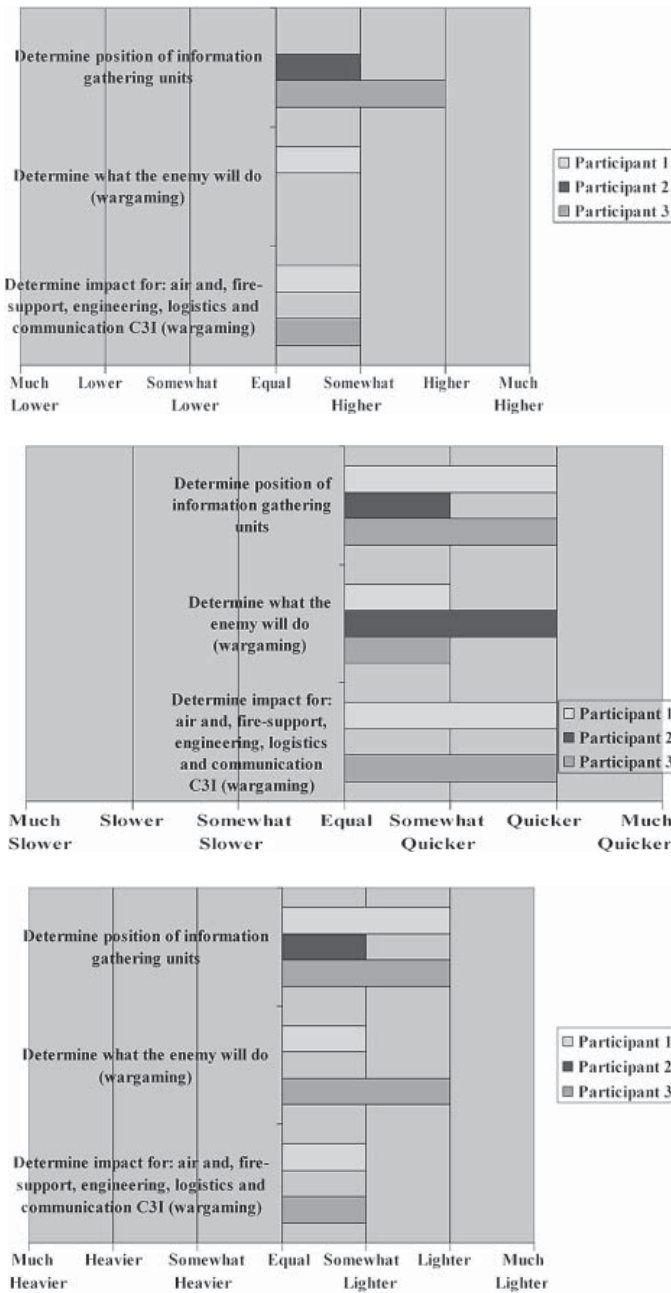 Determine position of information
gathering units
Determine what the enemy will do
(wargaming)
Determine impact for: air and, fire-
support, engineering, logistics and
communication C3I (wargaming)
Participant 1
Participant 2
Participant 3
Much Lower Somewhat Equal Somewhat Higher Much
Lower Lower Higher Higher
Determine position of
information gathering
units
Determine what the
enemy will do
(wargaming)
Determine impact for:
air and, fire-support,
engineering, logistics
and communication
C3I (wargaming)
Participant 1
Participant 2
Participant 3
Much Slower Somewhat Equal Somewhat Quicker Much
Slower Slower Quicker Quicker
Determine position of information
gathering units
Determine what the enemy will do
(wargaming)
Determine impact for: air and, fire-
support, engineering, logistics and
communication C3I (wargaming)
Participant 1
Participant 2
Participant 3
Much Heavier Somewhat Equal Somewhat Lighter Much
Heavier Heavier Lighter Lighter